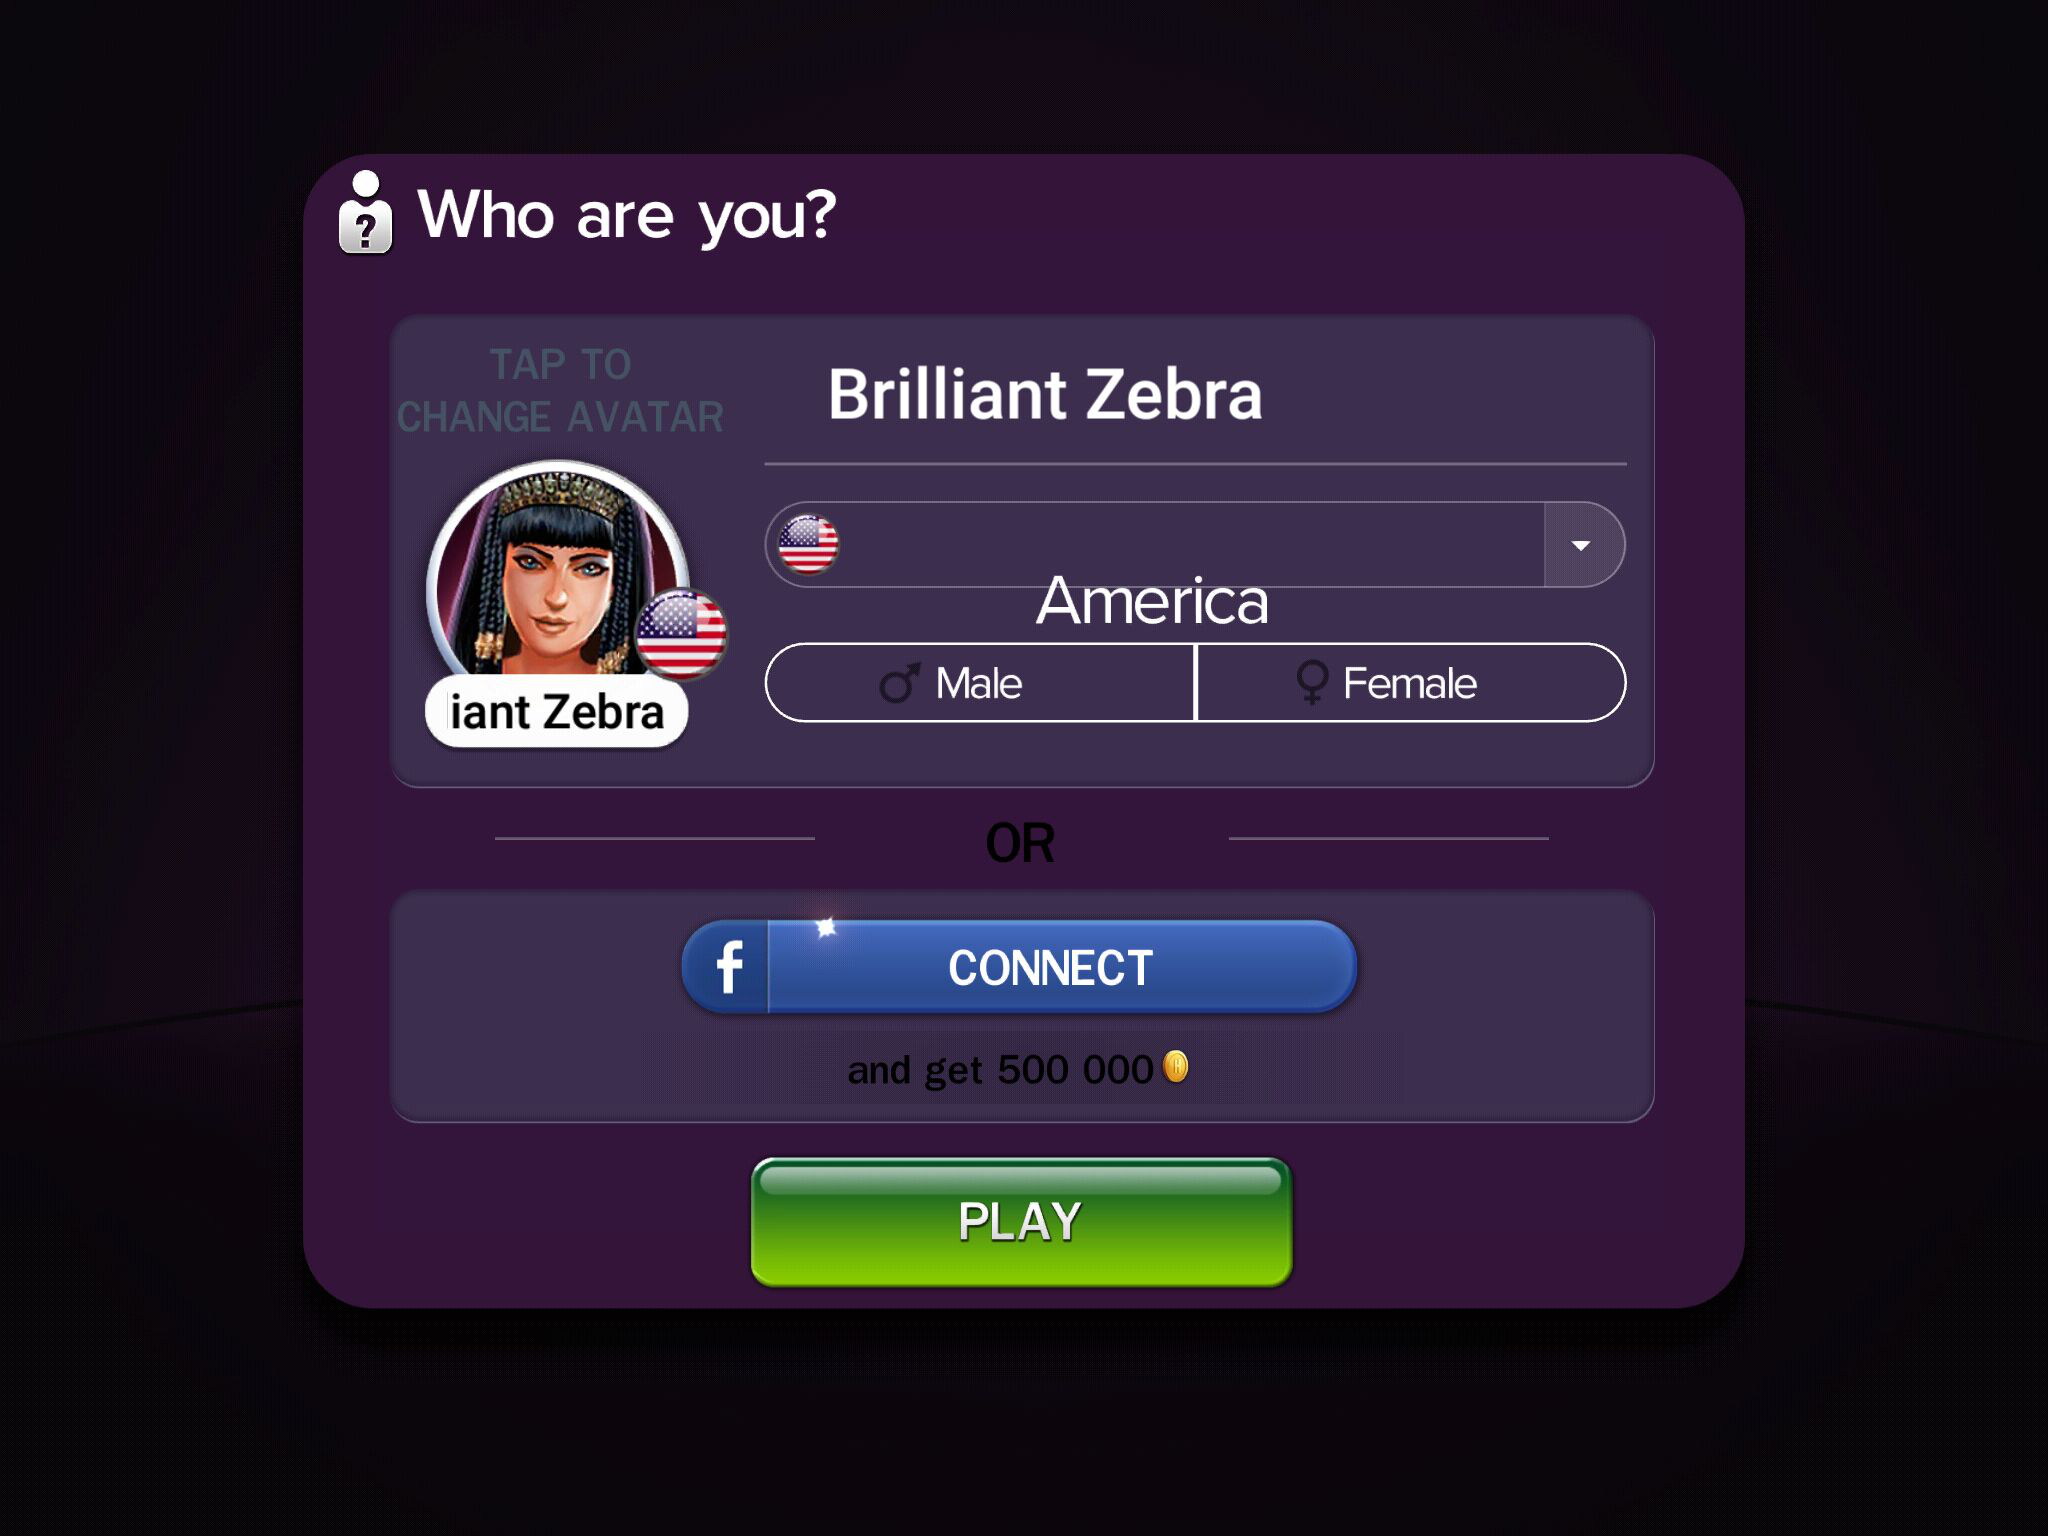 Who are you?
TAP TO
CHANGE AVATAR
Brilliant Zebra
America
Male
Female
iant Zebra
OR
f
CONNECT
and get 500 000
PLAY